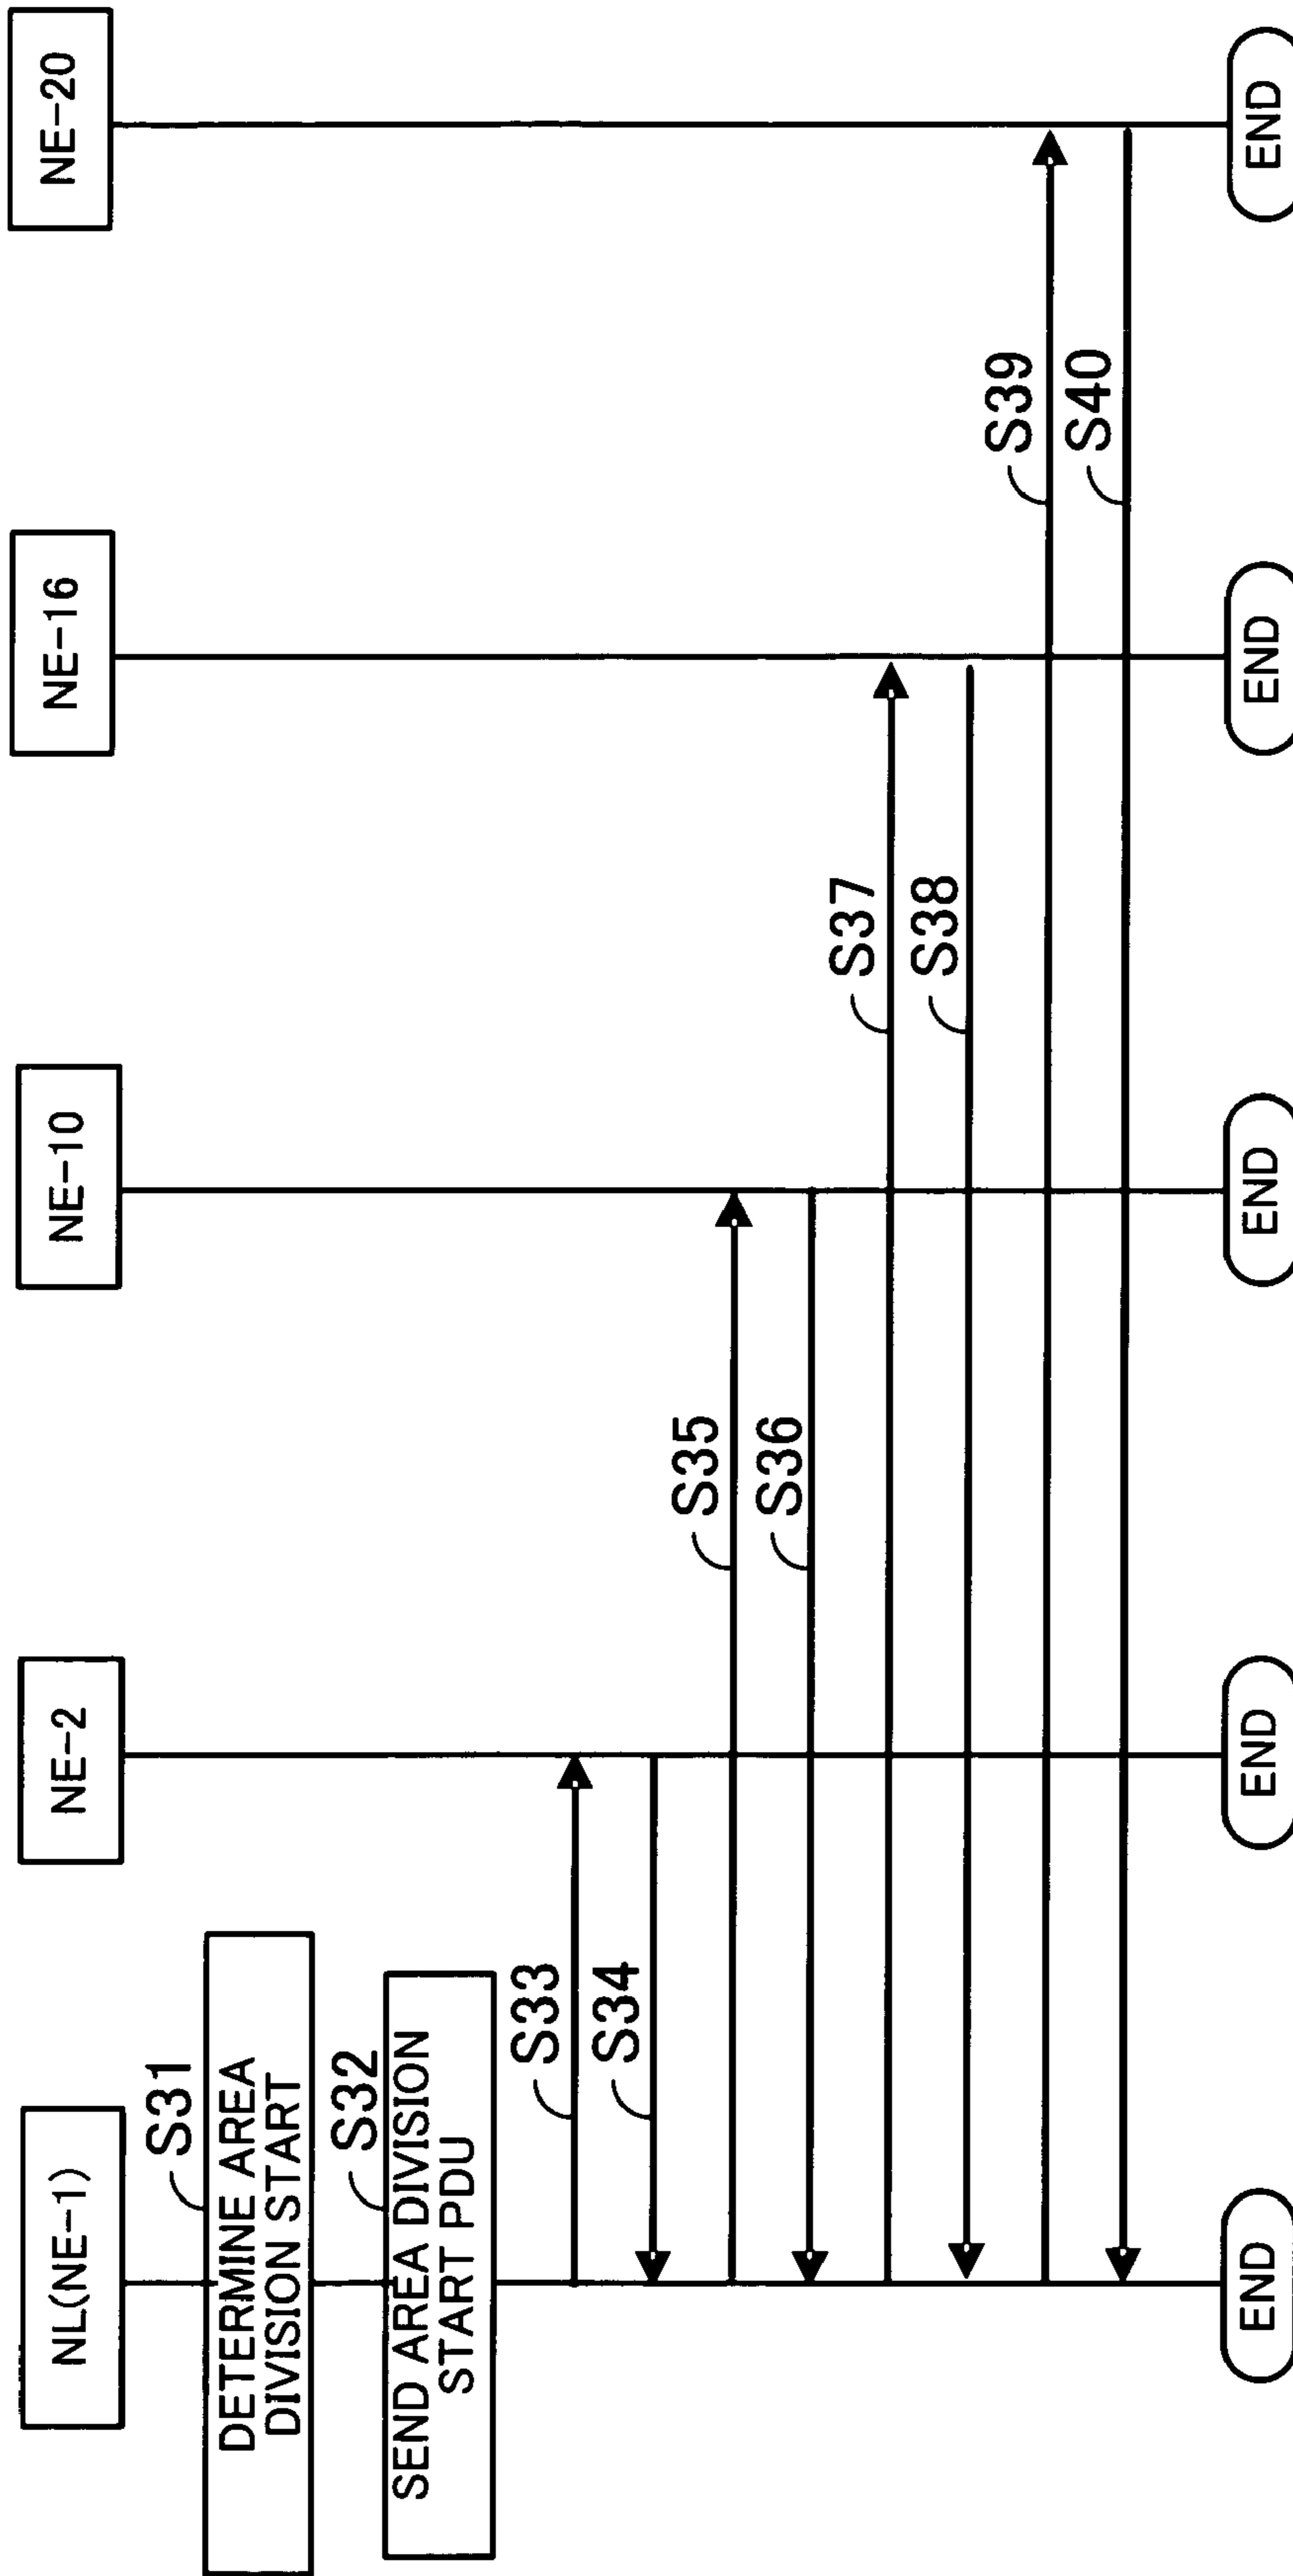 NL(NE-1)
NE-2
NE-10
NE-16
NE-20
S31
DETERMINE AREA
DIVISION START
S32
SEND AREA DIVISION
START PDU
S33
S34
S35
S36
S37
S38
S39
S40
END
END
END
END
END